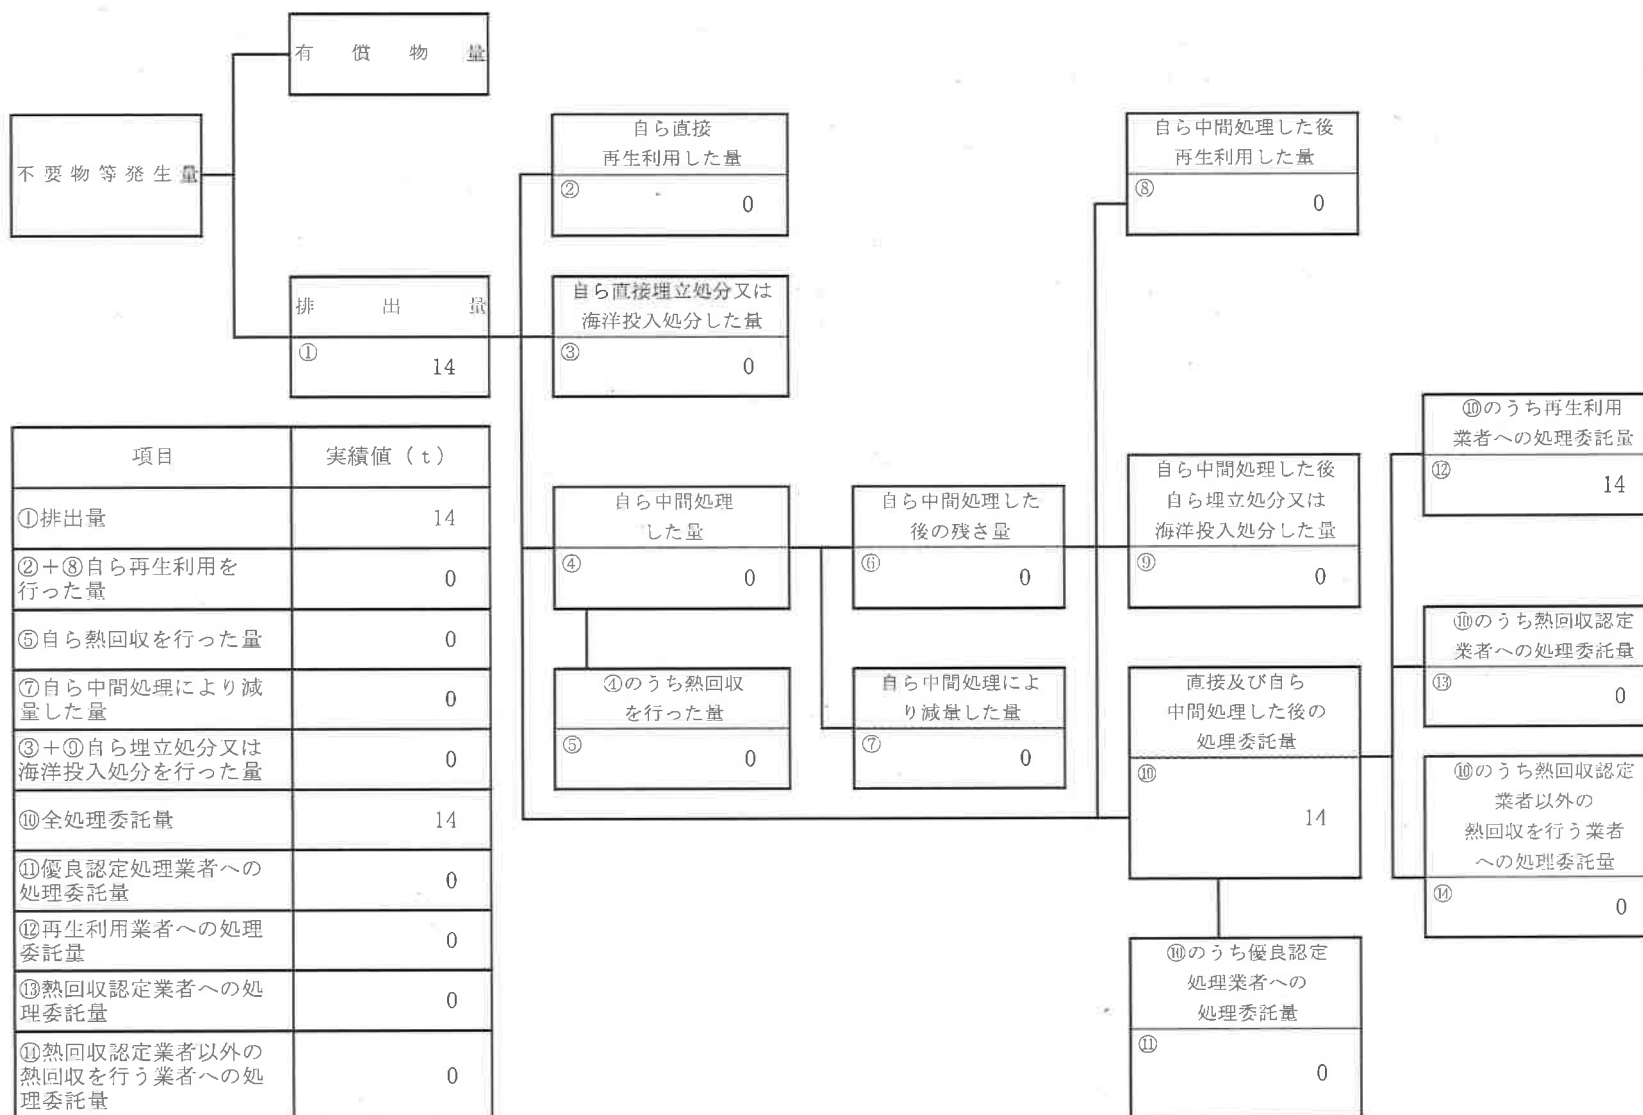 有償物量
不要物等発生量
排出量
①
14
自ら直接
再生利用した量
②
0
自ら直接埋立処分又は
海洋投入処分した量
③
0
自ら中間処理
した量
④
0
④のうち熱回収
を行った量
⑤
0
自ら中間処理した
後の残さ量
⑥
0
自ら中間処理によ
り減量した量
⑦
0
自ら中間処理した後
再生利用した量
⑧
0
自ら中間処理した後
自ら埋立処分又は
海洋投入処分した量
⑨
0
直接及び自ら
中間処理した後の
処理委託量
⑩
14
⑩のうち優良認定
処理業者への
処理委託量
⑪
0
⑩のうち再生利用
業者への処理委託量
⑫
14
⑩のうち熱回収認定
業者への処理委託量
⑬
0
⑩のうち熱回収認定
業者以外の
熱回収を行う業者
への処理委託量
⑭
0
項目 実績値(t)
①排出量 14
②+⑧自ら再生利用を
行った量 0
⑤自ら熱回収を行った量 0
⑦自ら中間処理により減
量した量 0
③+⑨自ら埋立処分又は
海洋投入処分を行った量 0
⑩全処理委託量 14
⑪優良認定処理業者への
処理委託量 0
⑫再生利用業者への処理
委託量 0
⑬熱回収認定業者への処
理委託量 0
⑭熱回収認定業者以外の
熱回収を行う業者への処
理委託量 0